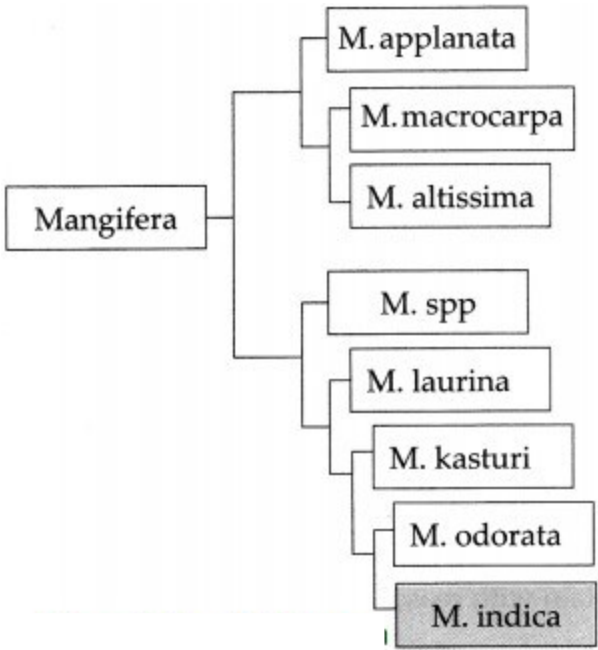 M. applanata
M. macrocarpa
M. altissima
Mangifera
M. spp
M. laurina
M. kasturi
M. odorata
M. indica